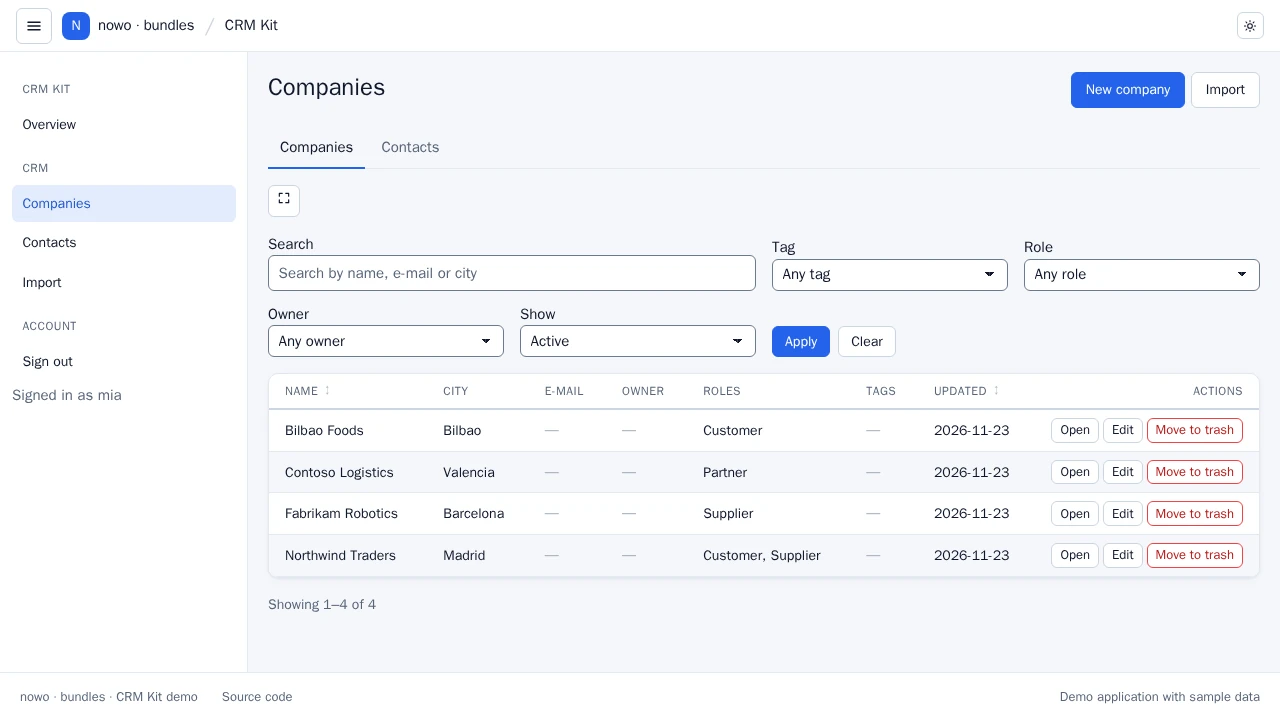 N nowo · bundles / CRM Kit
CRM KIT
Overview
CRM
Companies
Contacts
Import
ACCOUNT
Sign out
Signed in as mia
Companies
New company Import
Companies Contacts
Search Tag Role
Search by name, e-mail or city Any tag Any role
Owner Show
Any owner Active Apply Clear
NAME CITY E-MAIL OWNER ROLES TAGS UPDATED ACTIONS
Bilbao Foods Bilbao — — Customer — 2026-11-23 Open Edit Move to trash
Contoso Logistics Valencia — — Partner — 2026-11-23 Open Edit Move to trash
Fabrikam Robotics Barcelona — — Supplier — 2026-11-23 Open Edit Move to trash
Northwind Traders Madrid — — Customer, Supplier — 2026-11-23 Open Edit Move to trash
Showing 1–4 of 4
nowo · bundles · CRM Kit demo Source code Demo application with sample data